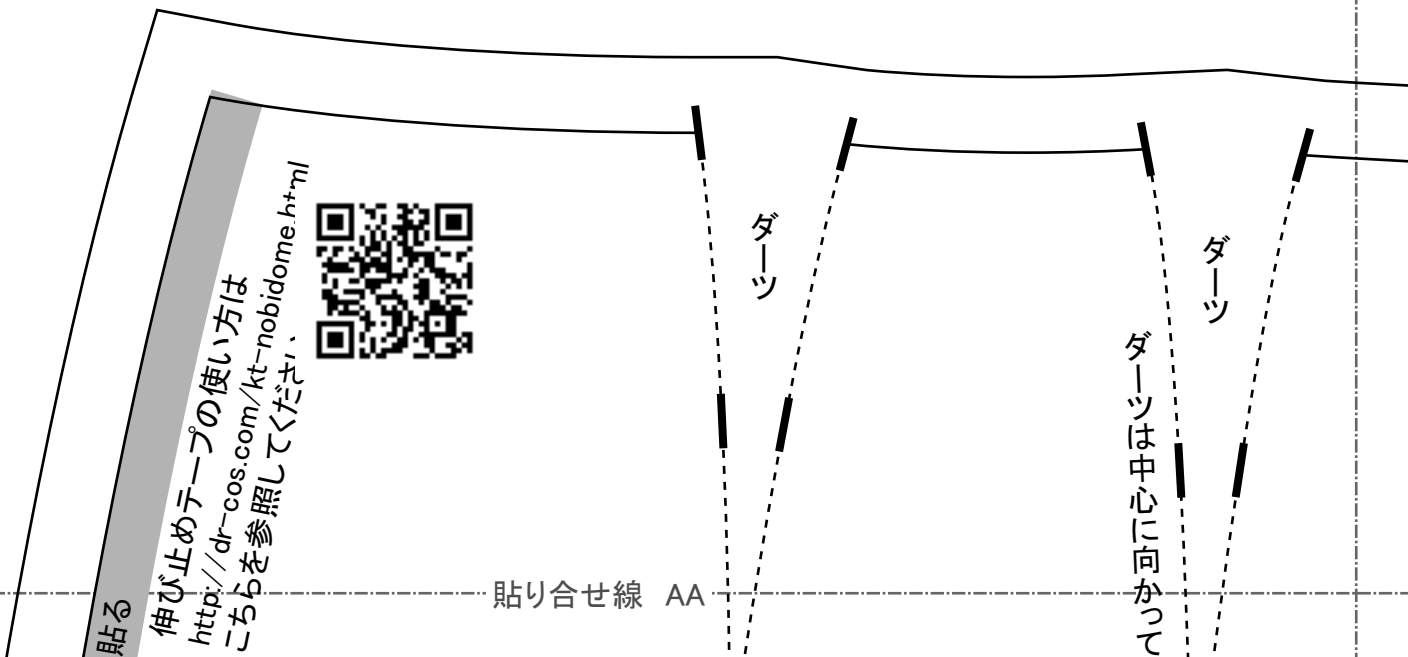 貼る
伸び止めテープの使い方は
http://dr-cos.com/kt-nobidome.html
こちらを参照してください、
ダーツ
ダーツ
ダーツは中心に向かって
貼り合せ線 AA